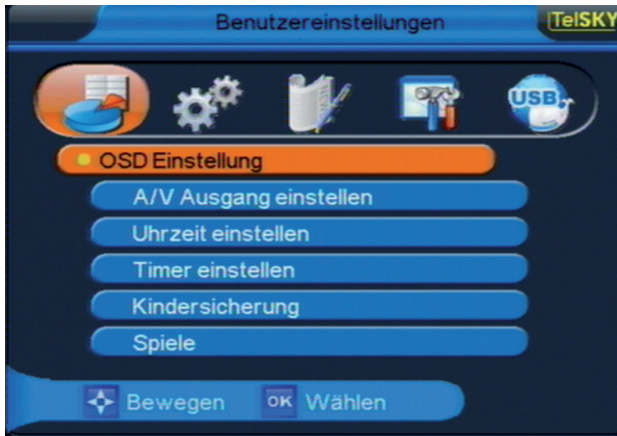 Benutzereinstellungen
TelSKY
USB
OSD Einstellung
A/V Ausgang einstellen
Uhrzeit einstellen
Timer einstellen
Kindersicherung
Spiele
Bewegen OK Wählen